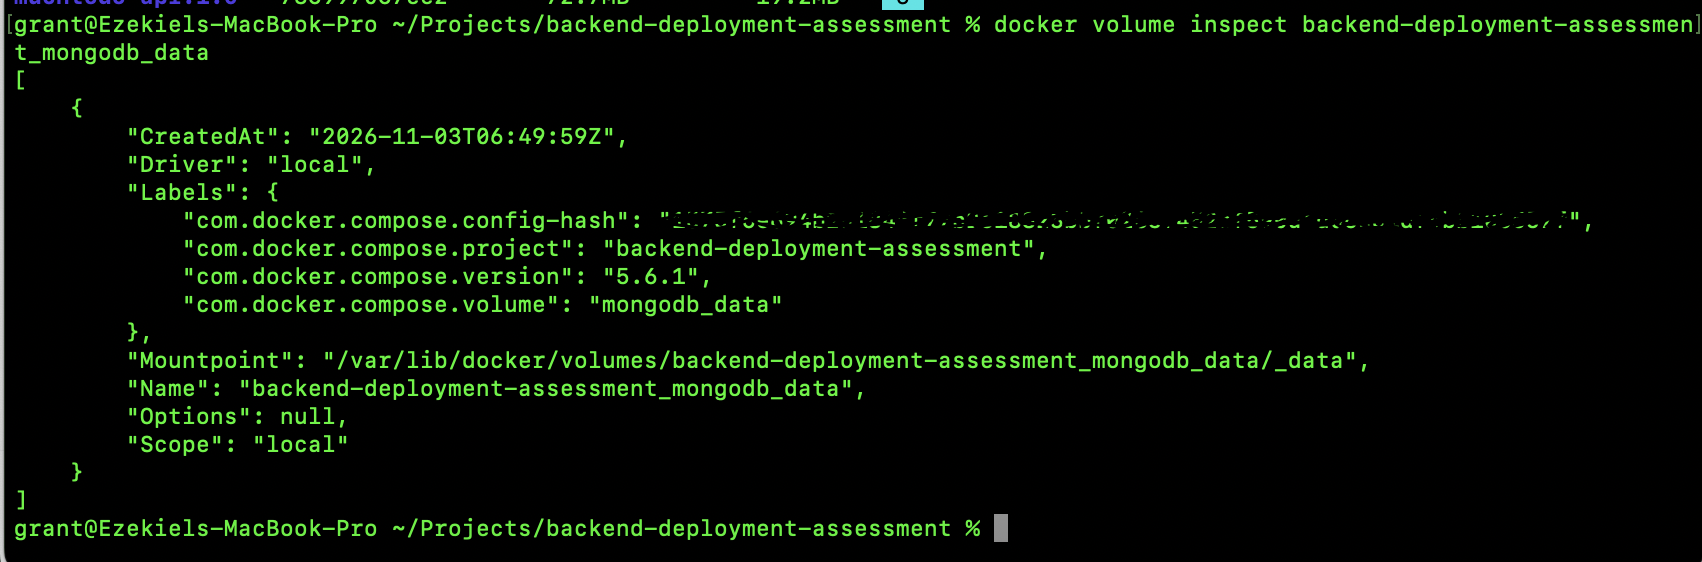 grant@Ezekiels-MacBook-Pro ~/Projects/backend-deployment-assessment % docker volume inspect backend-deployment-assessmen
t_mongodb_data
[
    {
        "CreatedAt": "2026-11-03T06:49:59Z",
        "Driver": "local",
        "Labels": {
            "com.docker.compose.config-hash": "
            "com.docker.compose.project": "backend-deployment-assessment",
            "com.docker.compose.version": "5.6.1",
            "com.docker.compose.volume": "mongodb_data"
        },
        "Mountpoint": "/var/lib/docker/volumes/backend-deployment-assessment_mongodb_data/_data",
        "Name": "backend-deployment-assessment_mongodb_data",
        "Options": null,
        "Scope": "local"
    }
]
grant@Ezekiels-MacBook-Pro ~/Projects/backend-deployment-assessment %